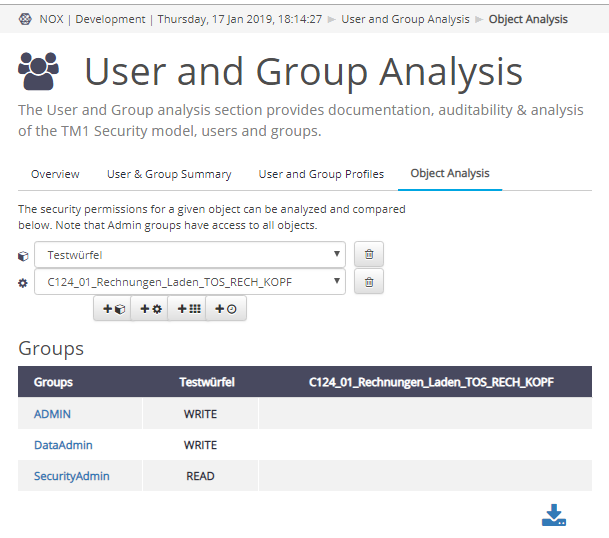 NOX | Development | Thursday, 17 Jan 2019, 18:14:27 ► User and Group Analysis ► Object Analysis
User and Group Analysis
The User and Group analysis section provides documentation, auditability & analysis
of the TM1 Security model, users and groups.
Overview User & Group Summary User and Group Profiles Object Analysis
The security permissions for a given object can be analyzed and compared
below. Note that Admin groups have access to all objects.
Testwürfel
C124_01_Rechnungen_Laden_TOS_RECH_KOPF
Groups
Groups Testwürfel C124_01_Rechnungen_Laden_TOS_RECH_KOPF
ADMIN WRITE
DataAdmin WRITE
SecurityAdmin READ